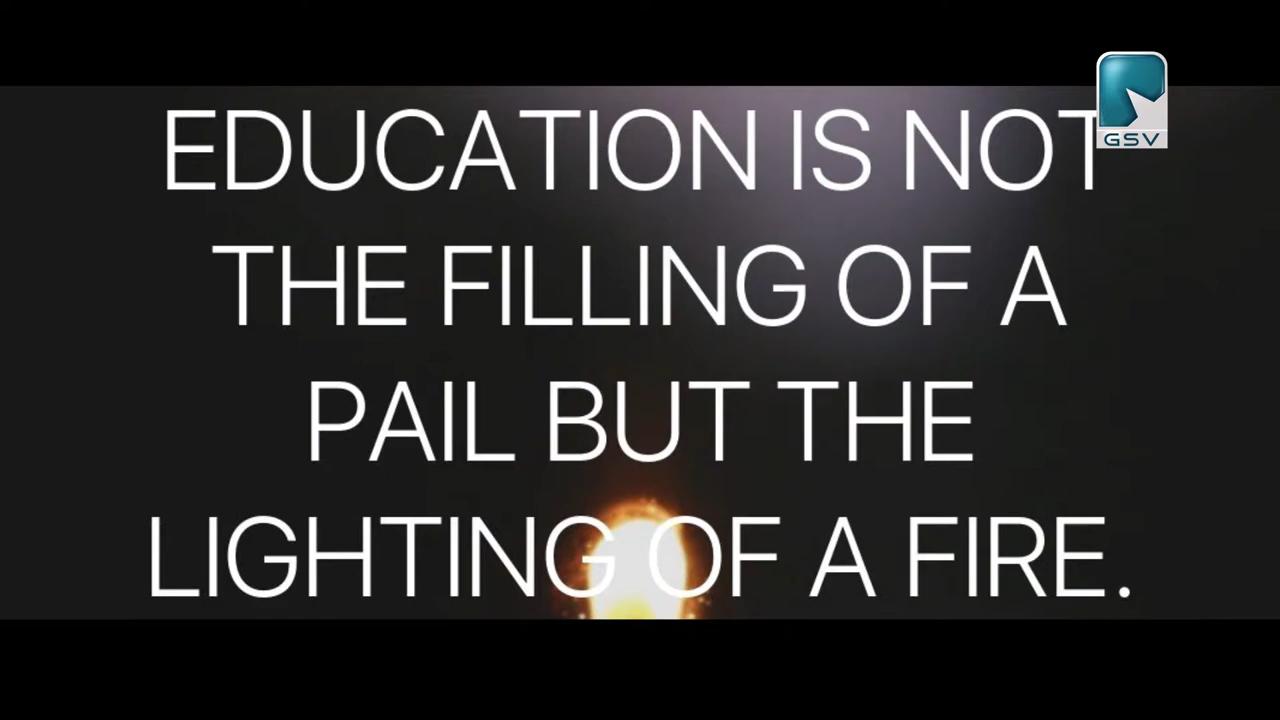 EDUCATION IS NOT
GSV
THE FILLING OF A
PAIL BUT THE
LIGHTING OF A FIRE.